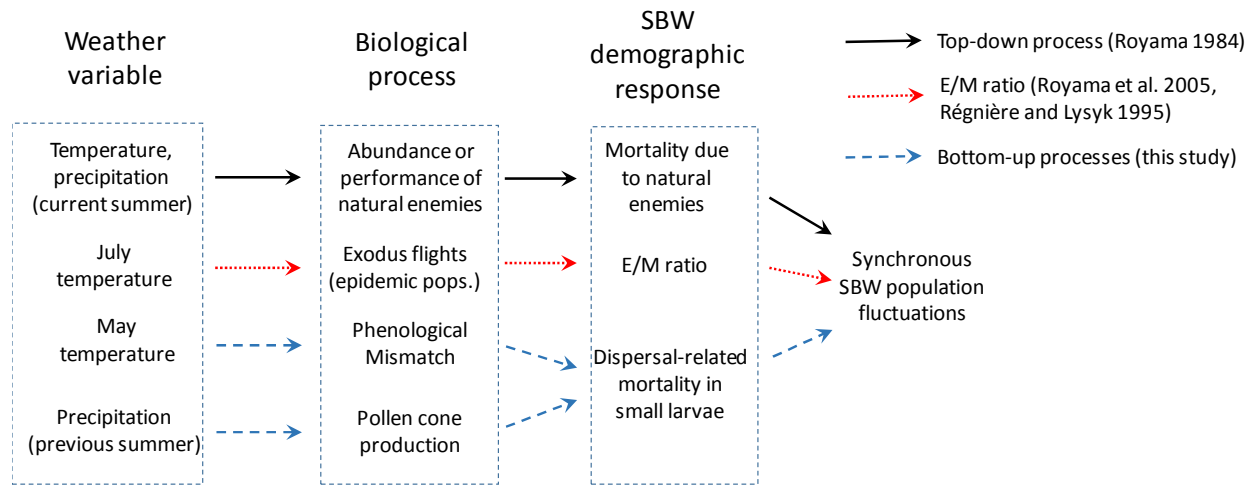 Weather
variable
Biological
process
SBW
demographic
response
Top-down process (Royama 1984)
E/M ratio (Royama et al. 2005,
Régnière and Lysyk 1995)
Bottom-up processes (this study)
Temperature,
precipitation
(current summer)
Abundance or
performance of
natural enemies
Mortality due
to natural
enemies
July
temperature
Exodus flights
(epidemic pops.)
E/M ratio
Synchronous
SBW population
fluctuations
May
temperature
Phenological
Mismatch
Dispersal-related
mortality in
small larvae
Precipitation
(previous summer)
Pollen cone
production